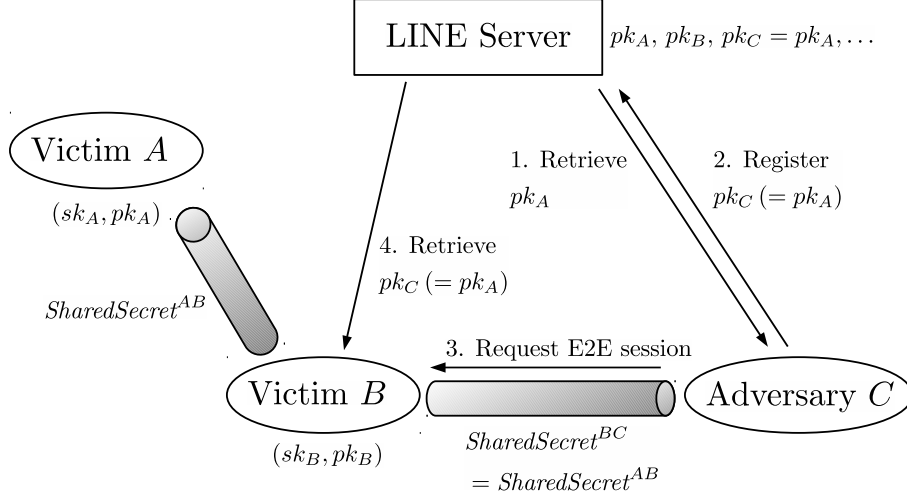 LINE Server
pk_A, pk_B, pk_C = pk_A, ...
Victim A
1. Retrieve
pk_A
2. Register
pk_C (= pk_A)
(sk_A, pk_A)
4. Retrieve
pk_C (= pk_A)
SharedSecret^{AB}
3. Request E2E session
Victim B
Adversary C
(sk_B, pk_B)
SharedSecret^{BC}
= SharedSecret^{AB}